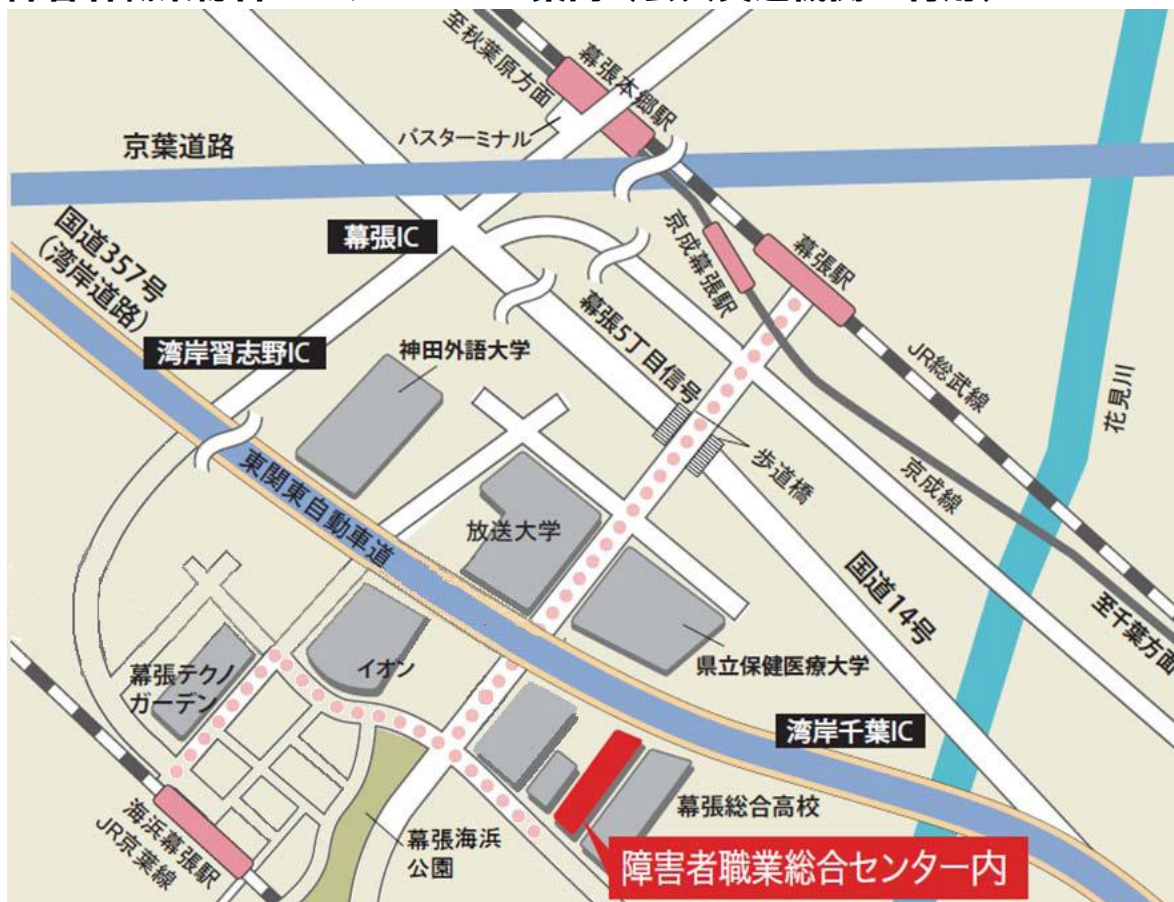 至秋葉原方面
幕張本郷駅
バスターミナル
京葉道路
国道357号
(湾岸道路)
幕張IC
京成幕張駅
幕張駅
湾岸習志野IC
神田外語大学
幕張5丁目信号
JR総武線
花見川
歩道橋
京成線
東関東自動車道
放送大学
国道14号
至千葉方面
県立保健医療大学
イオン
幕張テクノ
ガーデン
湾岸千葉IC
幕張総合高校
海浜幕張駅
JR京葉線
幕張海浜
公園
障害者職業総合センター内